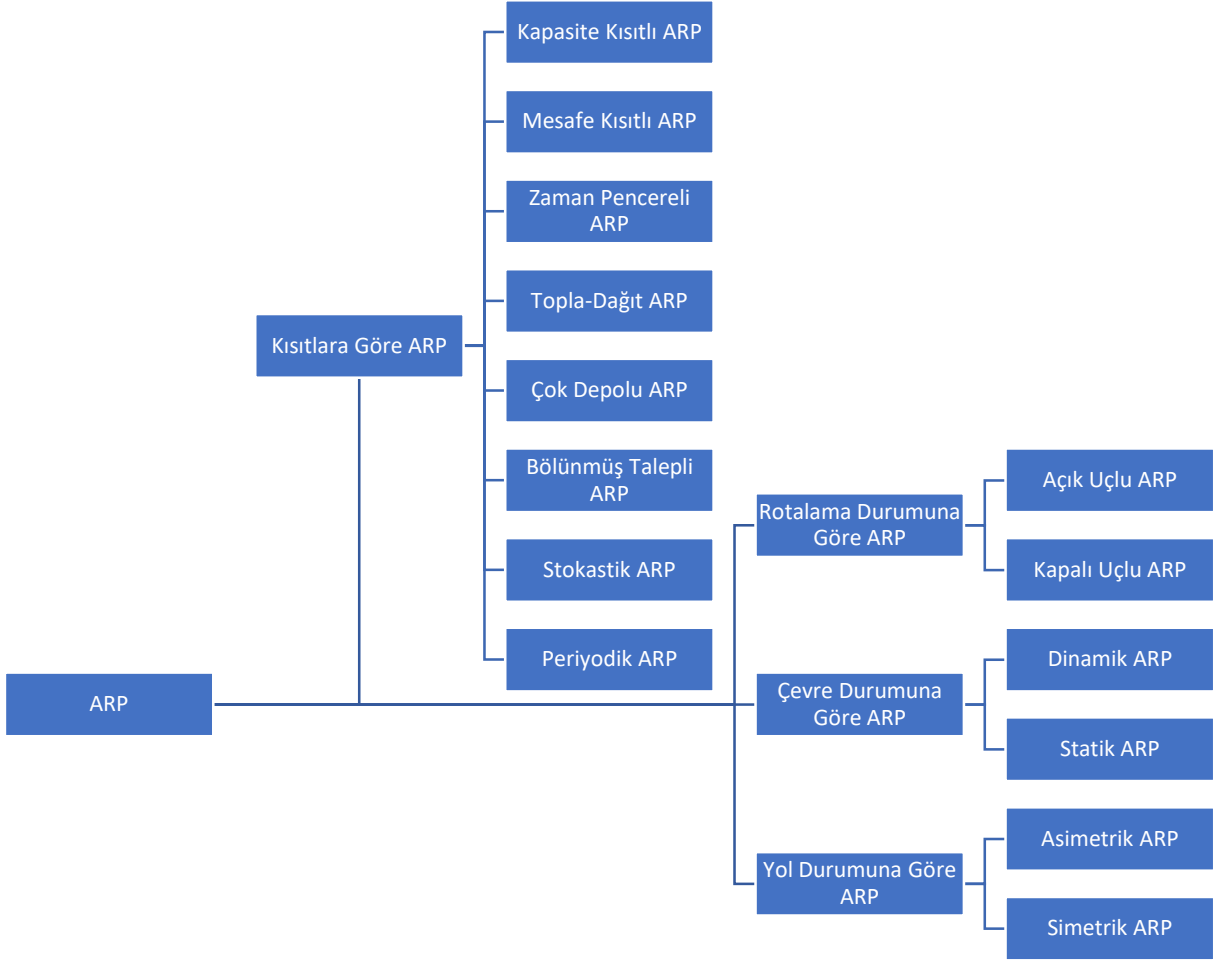 Kapasite Kısıtlı ARP
Mesafe Kısıtlı ARP
Zaman Pencereli
ARP
Topla-Dağıt ARP
Kısıtlara Göre ARP
Çok Depolu ARP
Bölünmüş Talepli
ARP
Stokastik ARP
Periyodik ARP
ARP
Rotalama Durumuna
Göre ARP
Açık Uçlu ARP
Kapalı Uçlu ARP
Çevre Durumuna
Göre ARP
Dinamik ARP
Statik ARP
Yol Durumuna Göre
ARP
Asimetrik ARP
Simetrik ARP